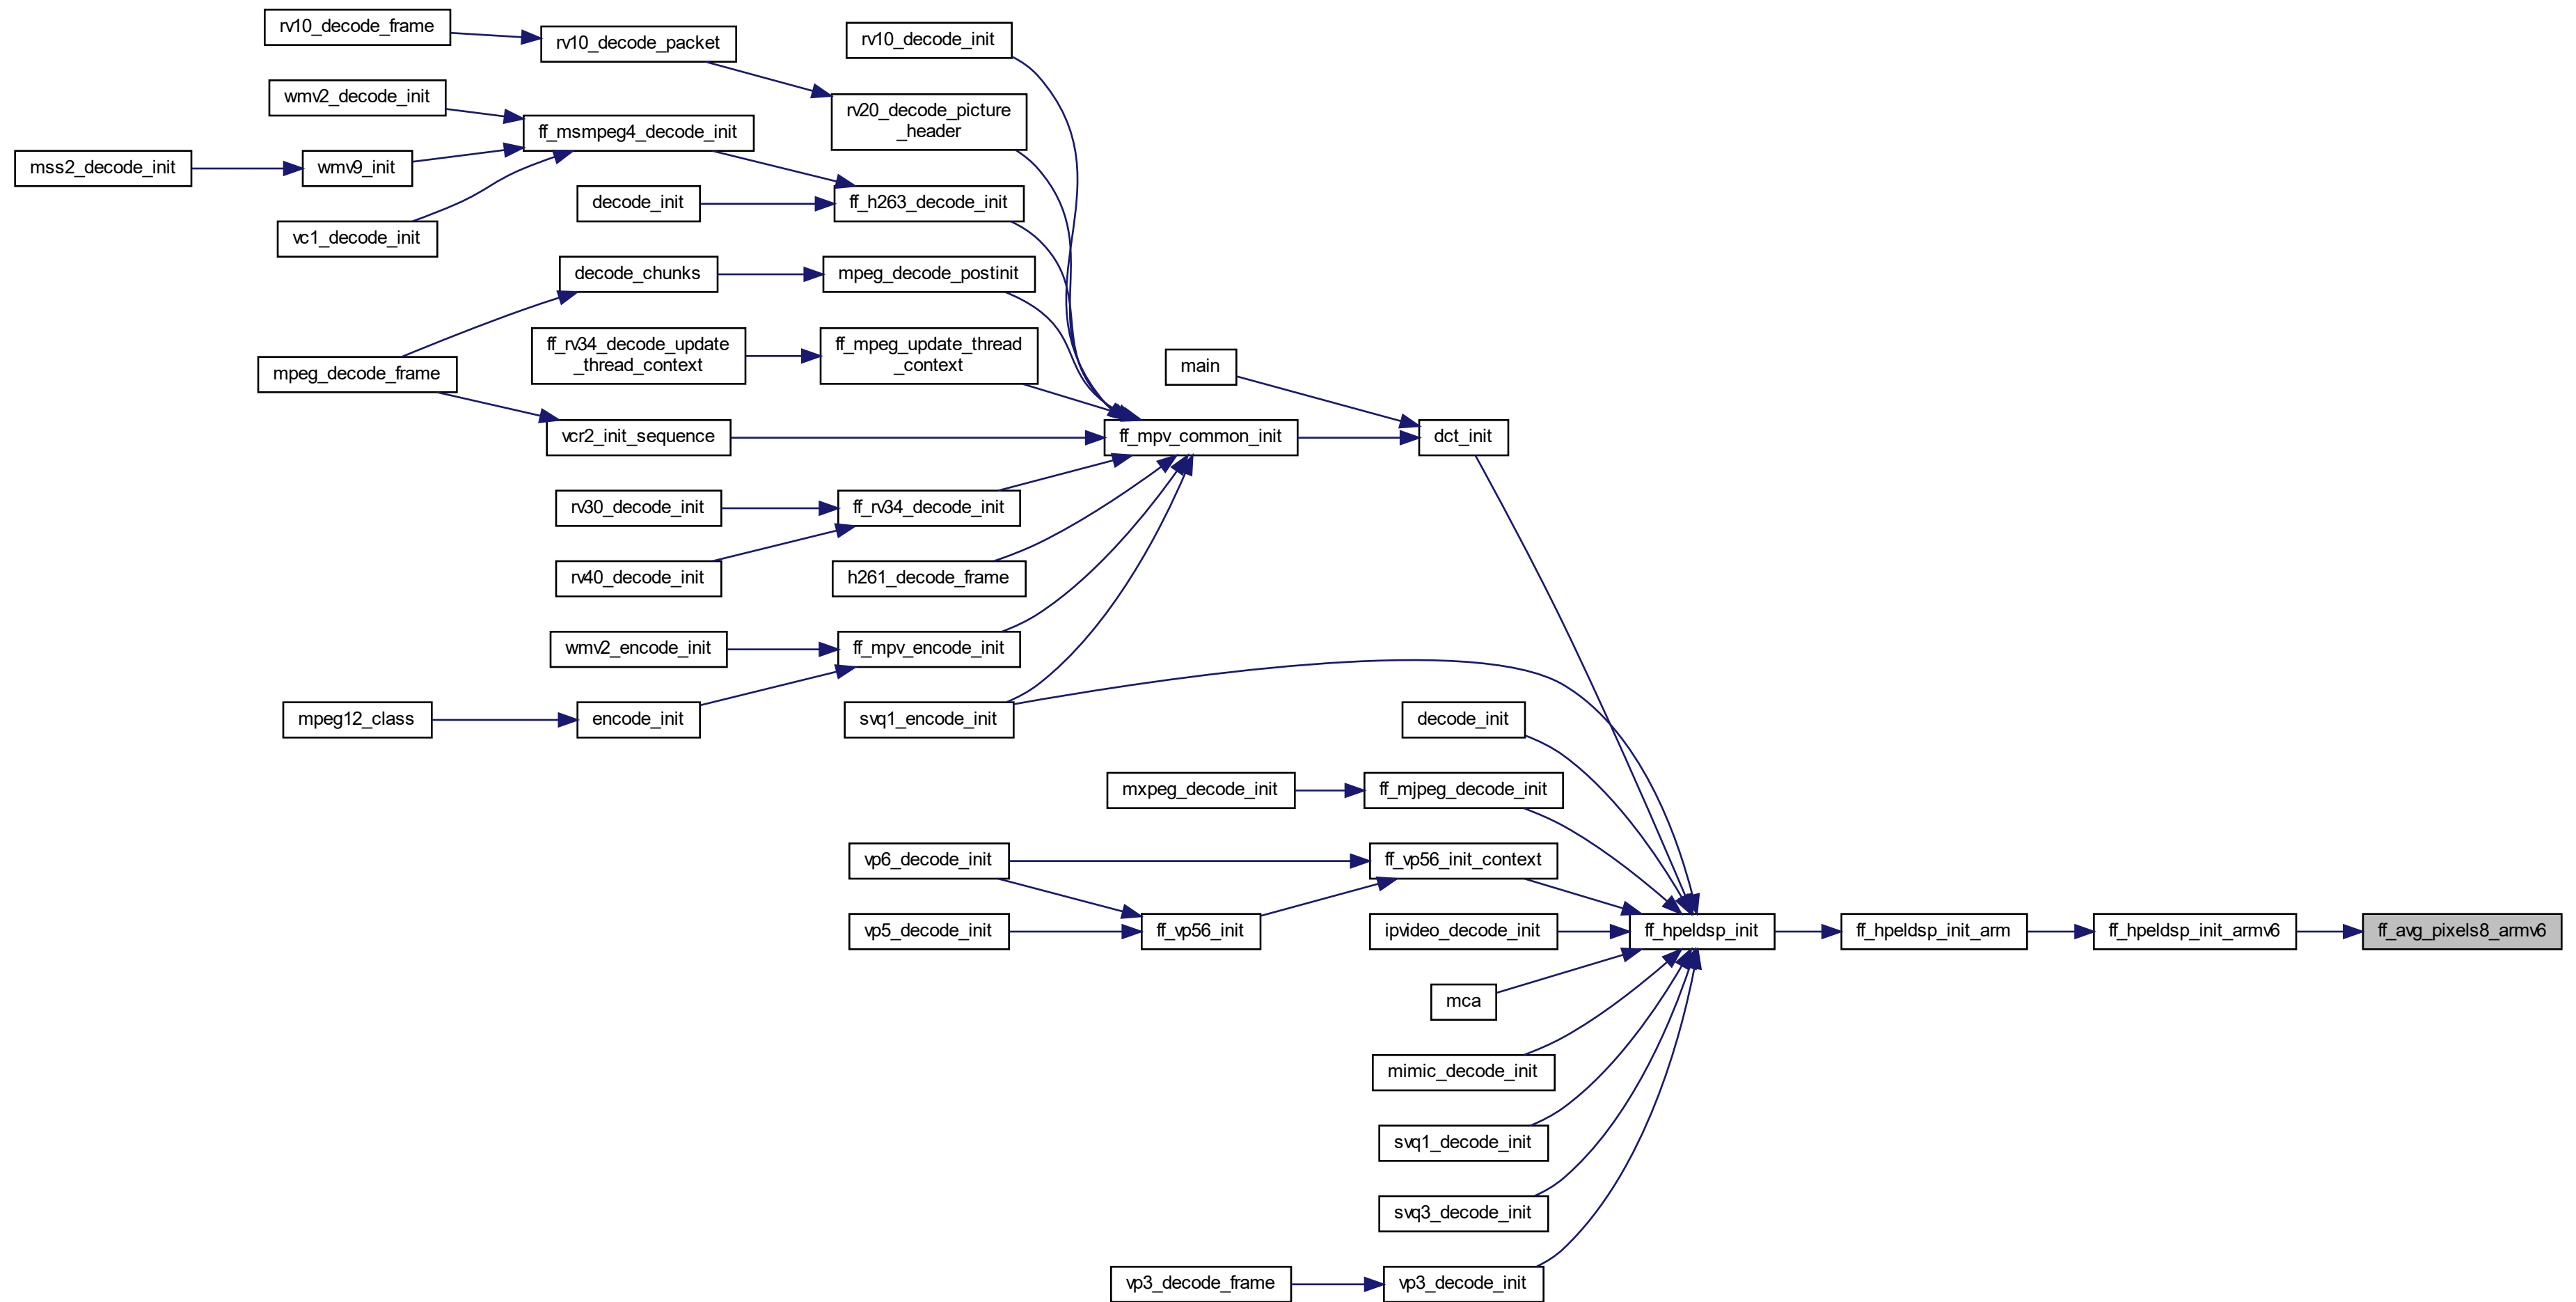 rv10_decode_frame
rv10_decode_packet
rv10_decode_init
wmv2_decode_init
rv20_decode_picture
_header
ff_msmpeg4_decode_init
mss2_decode_init
wmv9_init
decode_init
ff_h263_decode_init
vc1_decode_init
decode_chunks
mpeg_decode_postinit
ff_rv34_decode_update
_thread_context
ff_mpeg_update_thread
_context
main
mpeg_decode_frame
vcr2_init_sequence
ff_mpv_common_init
dct_init
rv30_decode_init
ff_rv34_decode_init
rv40_decode_init
h261_decode_frame
wmv2_encode_init
ff_mpv_encode_init
mpeg12_class
encode_init
svq1_encode_init
decode_init
mxpeg_decode_init
ff_mjpeg_decode_init
vp6_decode_init
ff_vp56_init_context
vp5_decode_init
ff_vp56_init
ipvideo_decode_init
ff_hpeldsp_init
ff_hpeldsp_init_arm
ff_hpeldsp_init_armv6
ff_avg_pixels8_armv6
mca
mimic_decode_init
svq1_decode_init
svq3_decode_init
vp3_decode_frame
vp3_decode_init